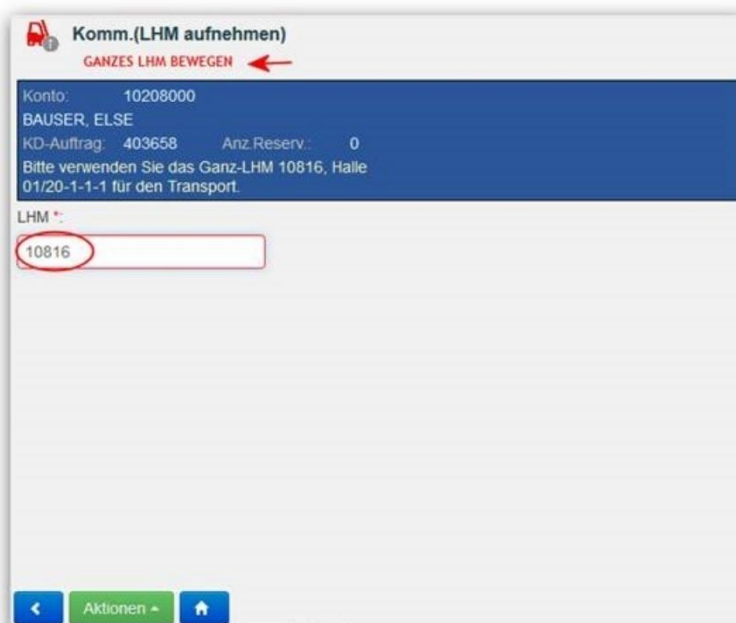 Komm.(LHM aufnehmen)
GANZES LHM BEWEGEN
Konto: 10208000
BAUSER, ELSE
KD-Auftrag: 403658 Anz.Reserv.: 0
Bitte verwenden Sie das Ganz-LHM 10816, Halle
01/20-1-1-1 für den Transport.
LHM *:
10816
Aktionen